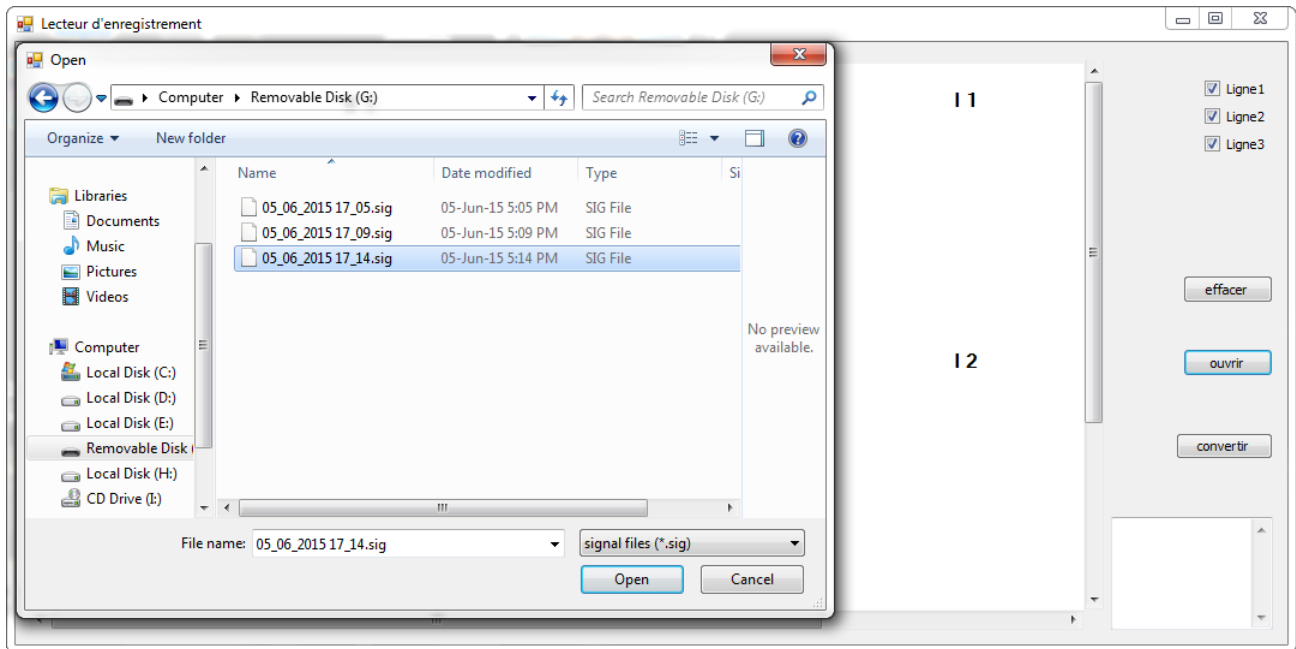 Lecteur d'enregistrement
Open
Computer Removable Disk (G:)
Search Removable Disk (G:)
Organize New folder
Name Date modified Type Si
Libraries
Documents
Music
Pictures
Videos
Computer
Local Disk (C:)
Local Disk (D:)
Local Disk (E:)
Removable Disk (
Local Disk (H:)
CD Drive (I:)
05_06_2015 17_05.sig 05-Jun-15 5:05 PM SIG File
05_06_2015 17_09.sig 05-Jun-15 5:09 PM SIG File
05_06_2015 17_14.sig 05-Jun-15 5:14 PM SIG File
No preview
available.
File name: 05_06_2015 17_14.sig
signal files (*.sig)
Open Cancel
I 1
I 2
Ligne1
Ligne2
Ligne3
effacer
ouvrir
convertir